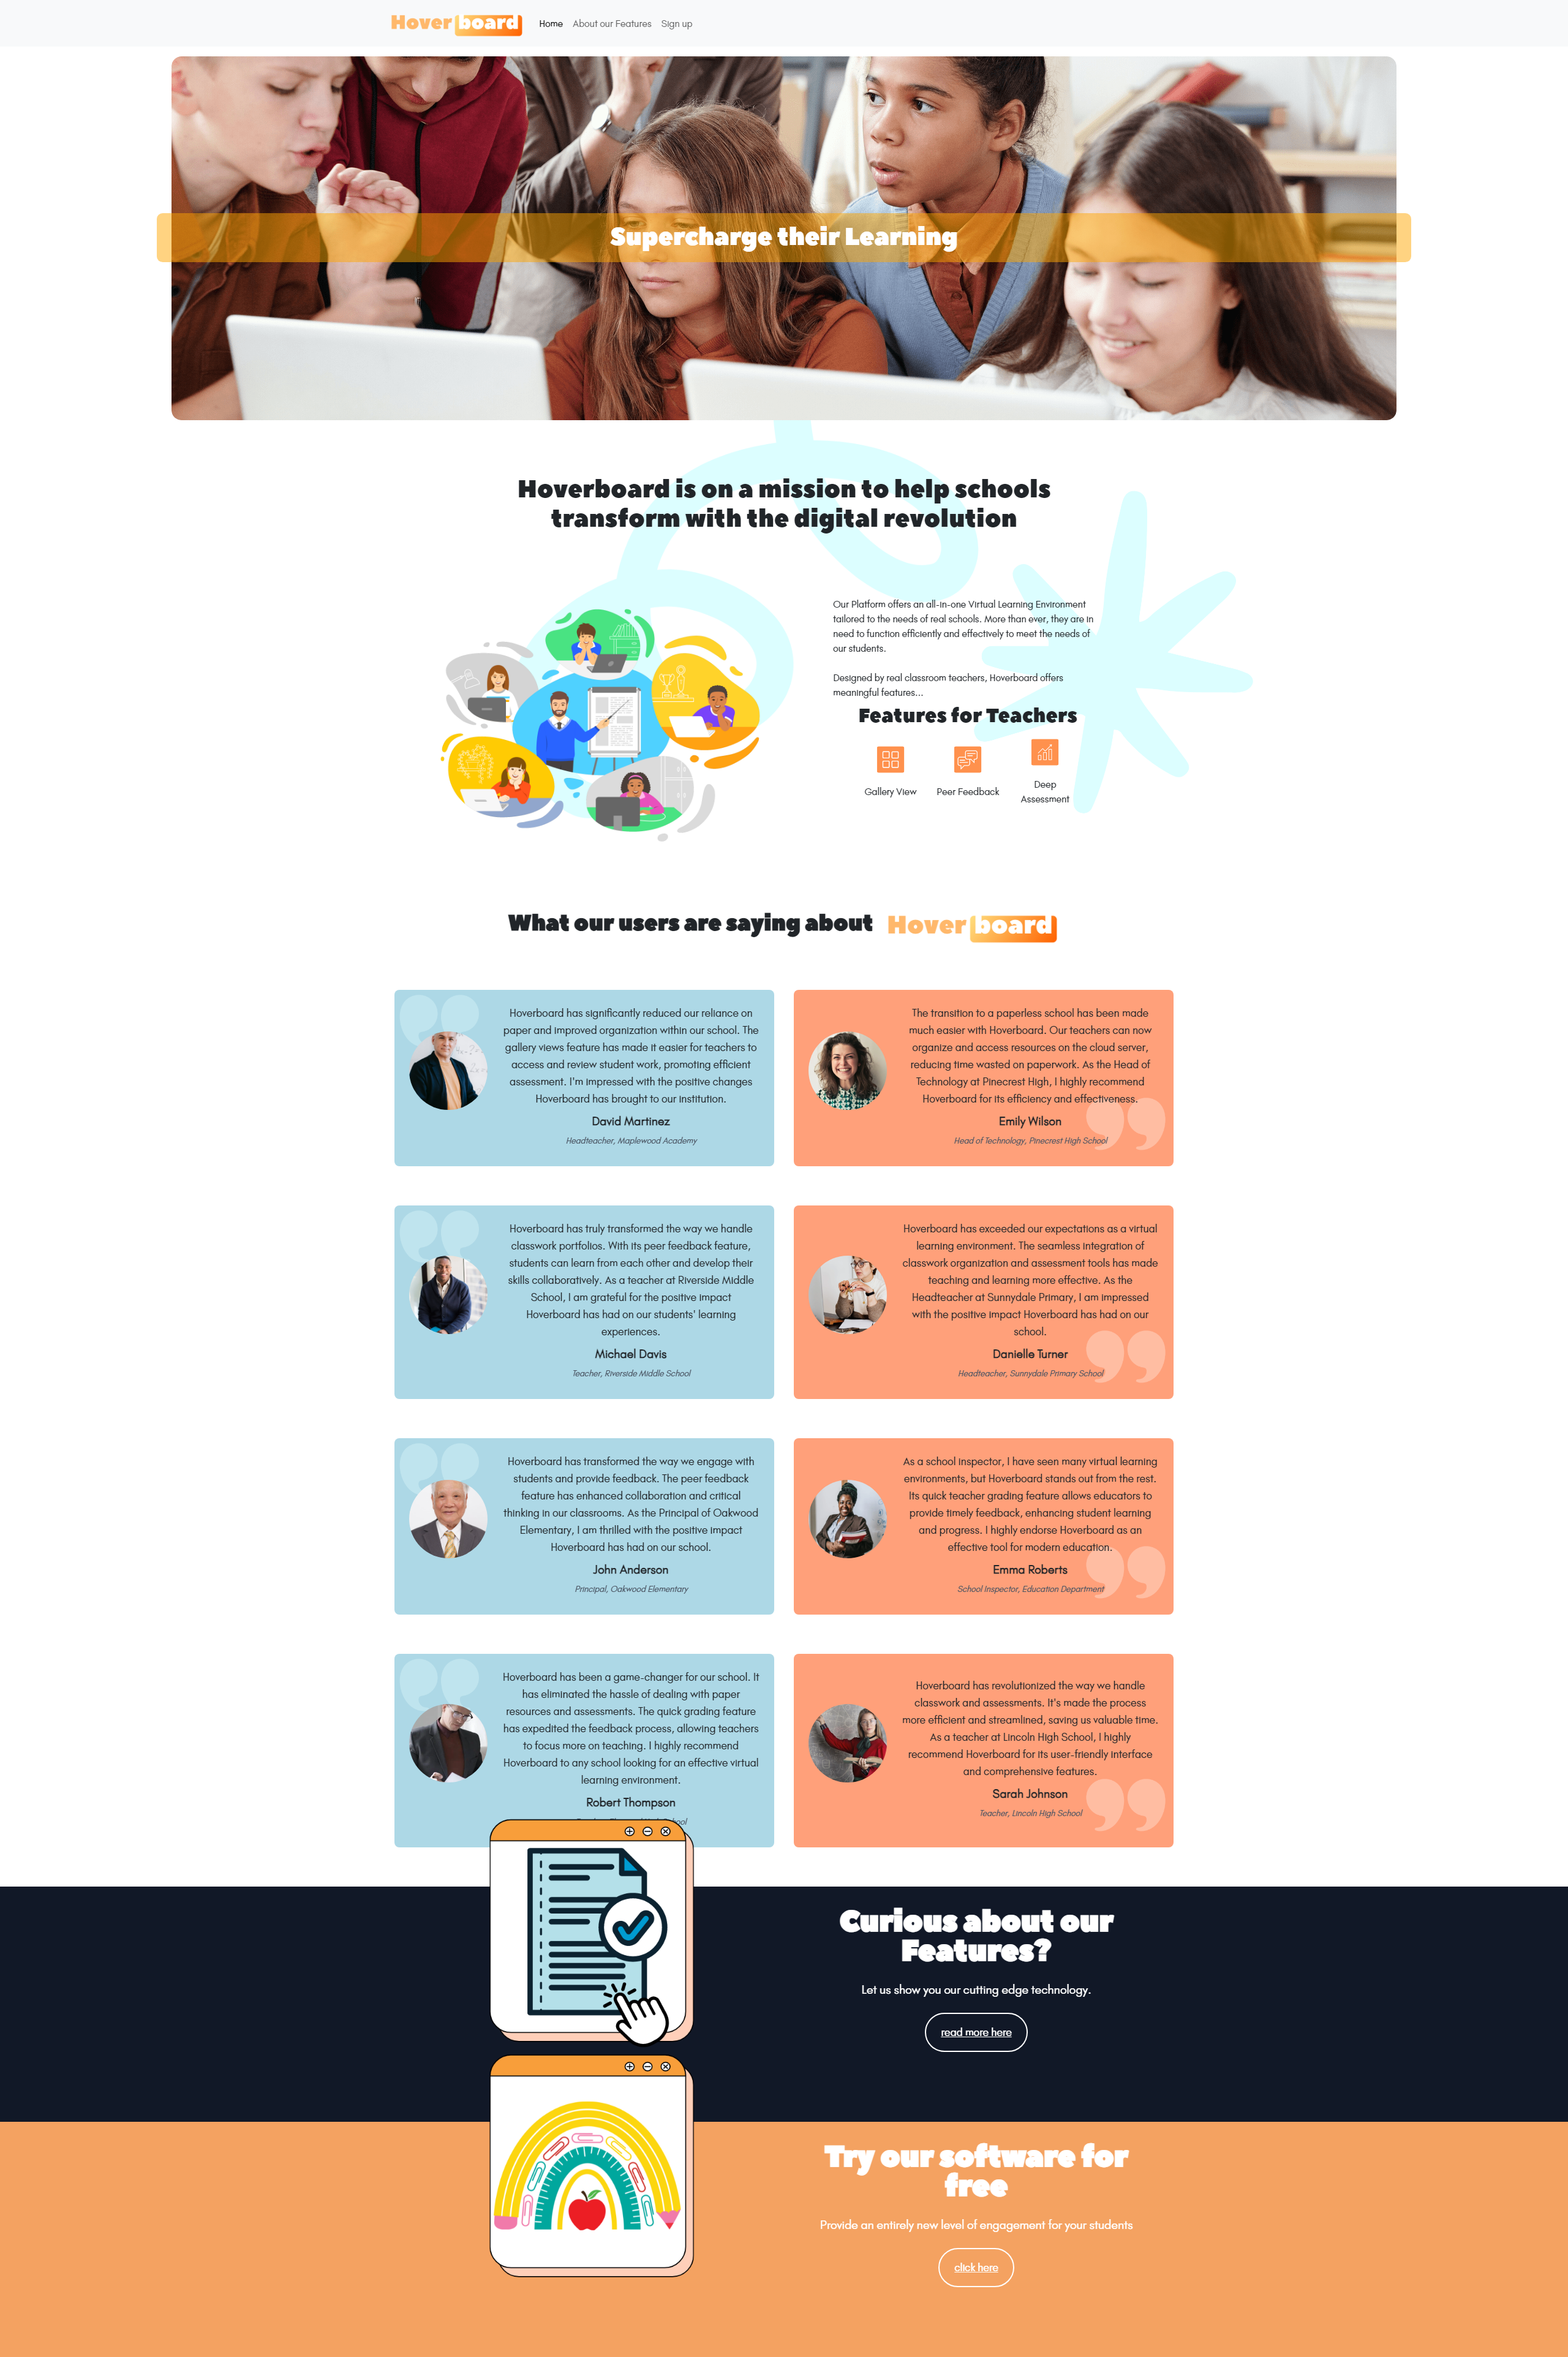 Hover board Home About our Features Sign up
Supercharge their Learning
Hoverboard is on a mission to help schools
transform with the digital revolution
Our Platform offers an all-in-one Virtual Learning Environment
tailored to the needs of real schools. More than ever, they are in
need to function efficiently and effectively to meet the needs of
our students.
Designed by real classroom teachers, Hoverboard offers
meaningful features...
Features for Teachers
Gallery View
Peer Feedback
Deep
Assessment
What our users are saying about Hover board
Hoverboard has significantly reduced our reliance on
paper and improved organization within our school. The
gallery views feature has made it easier for teachers to
access and review student work, promoting efficient
assessment. I'm impressed with the positive changes
Hoverboard has brought to our institution.
David Martinez
Headteacher, Maplewood Academy
The transition to a paperless school has been made
much easier with Hoverboard. Our teachers can now
organize and access resources on the cloud server,
reducing time wasted on paperwork. As the Head of
Technology at Pinecrest High, I highly recommend
Hoverboard for its efficiency and effectiveness.
Emily Wilson
Head of Technology, Pinecrest High School
Hoverboard has truly transformed the way we handle
classwork portfolios. With its peer feedback feature,
students can learn from each other and develop their
skills collaboratively. As a teacher at Riverside Middle
School, I am grateful for the positive impact
Hoverboard has had on our students' learning
experiences.
Michael Davis
Teacher, Riverside Middle School
Hoverboard has exceeded our expectations as a virtual
learning environment. The seamless integration of
classwork organization and assessment tools has made
teaching and learning more effective. As the
Headteacher at Sunnydale Primary, I am impressed
with the positive impact Hoverboard has had on our
school.
Danielle Turner
Headteacher, Sunnydale Primary School
Hoverboard has transformed the way we engage with
students and provide feedback. The peer feedback
feature has enhanced collaboration and critical
thinking in our classrooms. As the Principal of Oakwood
Elementary, I am thrilled with the positive impact
Hoverboard has had on our school.
John Anderson
Principal, Oakwood Elementary
As a school inspector, I have seen many virtual learning
environments, but Hoverboard stands out from the rest.
Its quick teacher grading feature allows educators to
provide timely feedback, enhancing student learning
and progress. I highly endorse Hoverboard as an
effective tool for modern education.
Emma Roberts
School Inspector, Education Department
Hoverboard has been a game-changer for our school. It
has eliminated the hassle of dealing with paper
resources and assessments. The quick grading feature
has expedited the feedback process, allowing teachers
to focus more on teaching. I highly recommend
Hoverboard to any school looking for an effective virtual
learning environment.
Robert Thompson
Hoverboard has revolutionized the way we handle
classwork and assessments. It's made the process
more efficient and streamlined, saving us valuable time.
As a teacher at Lincoln High School, I highly
recommend Hoverboard for its user-friendly interface
and comprehensive features.
Sarah Johnson
Teacher, Lincoln High School
Curious about our
Features?
Let us show you our cutting edge technology.
read more here
Try our software for
free
Provide an entirely new level of engagement for your students
click here